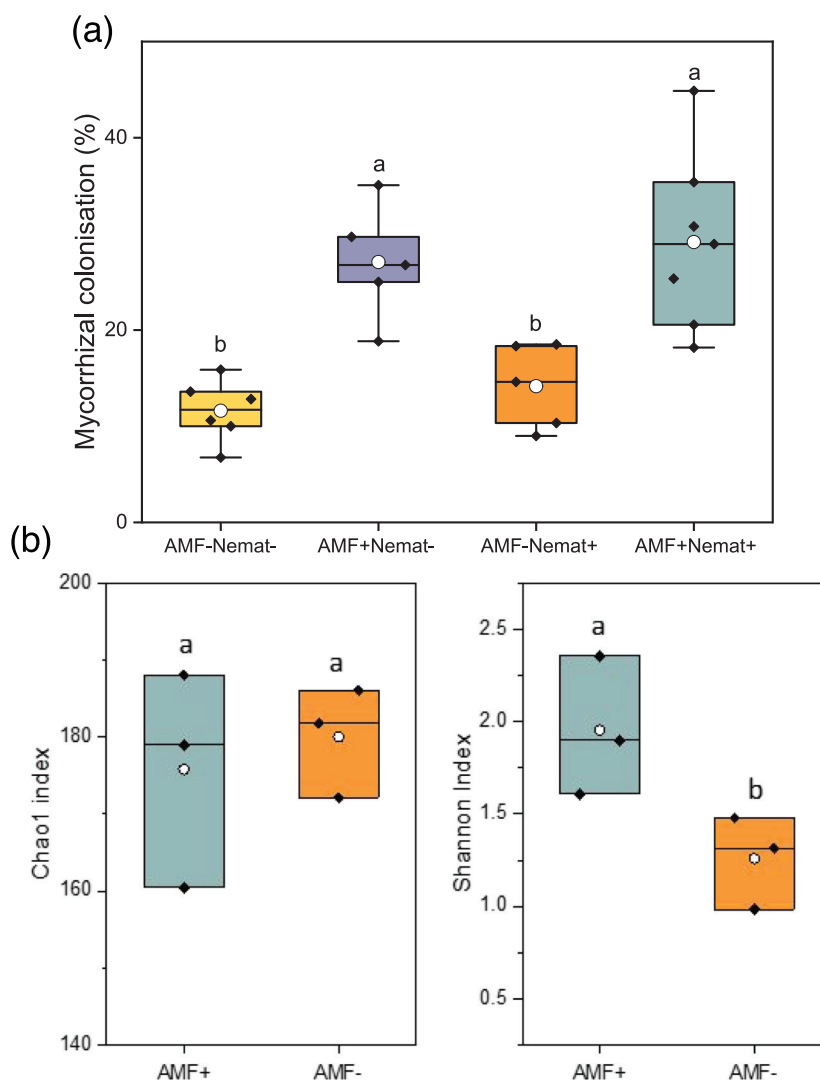 (a)
Mycorrhizal colonisation (%)
40
20
0
b
a
b
a
AMF-Nemat-
AMF+Nemat-
AMF-Nemat+
AMF+Nemat+
(b)
Chao1 index
200
180
160
140
a
a
AMF+
AMF-
Shannon Index
2.5
2.0
1.5
1.0
0.5
a
b
AMF+
AMF-